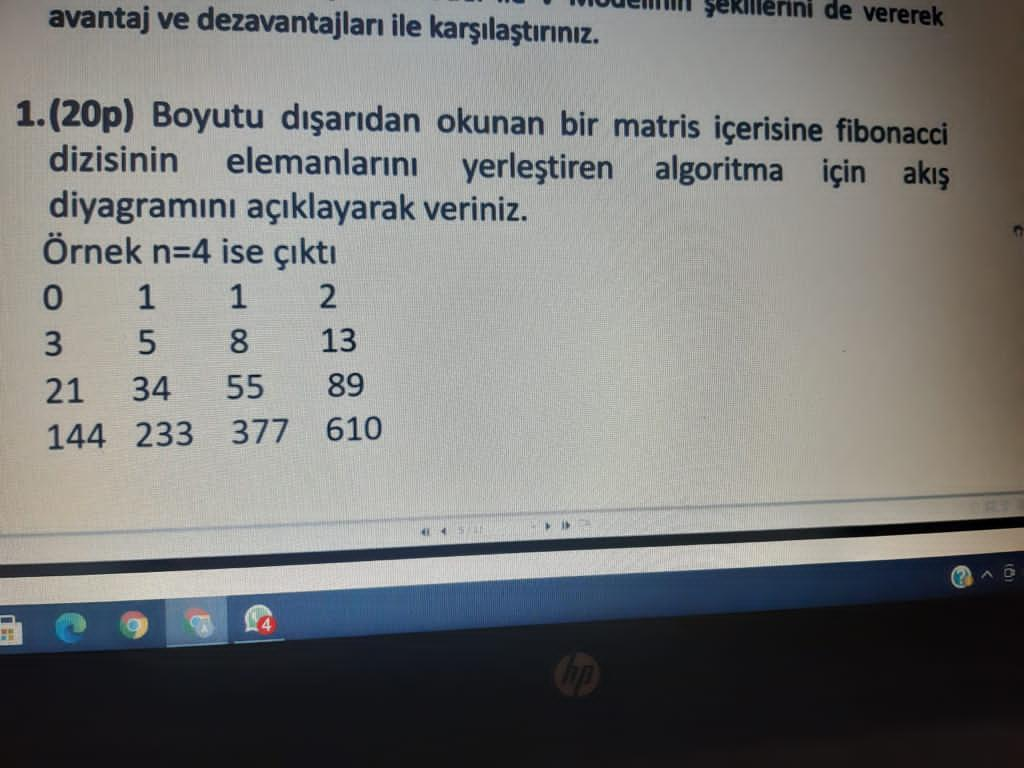 Modelinin şekillerini de vererek
avantaj ve dezavantajları ile karşılaştırınız.
1.(20p) Boyutu dışarıdan okunan bir matris içerisine fibonacci
dizisinin elemanlarını yerleştiren algoritma için akış
diyagramını açıklayarak veriniz.
Örnek n=4 ise çıktı
0 1 1 2
3 5 8 13
21 34 55 89
144 233 377 610
4
hp